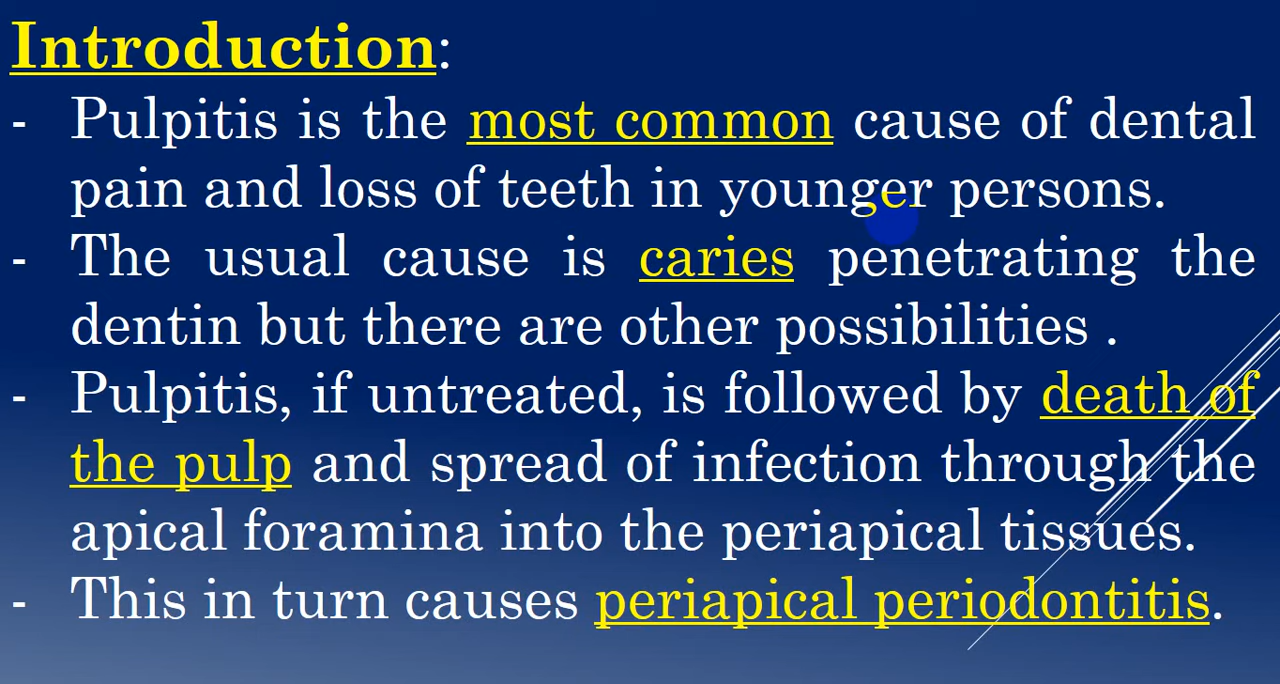 Introduction:
- Pulpitis is the most common cause of dental
pain and loss of teeth in younger persons.
- The usual cause is caries penetrating the
dentin but there are other possibilities .
- Pulpitis, if untreated, is followed by death of
the pulp and spread of infection through the
apical foramina into the periapical tissues.
- This in turn causes periapical periodontitis.